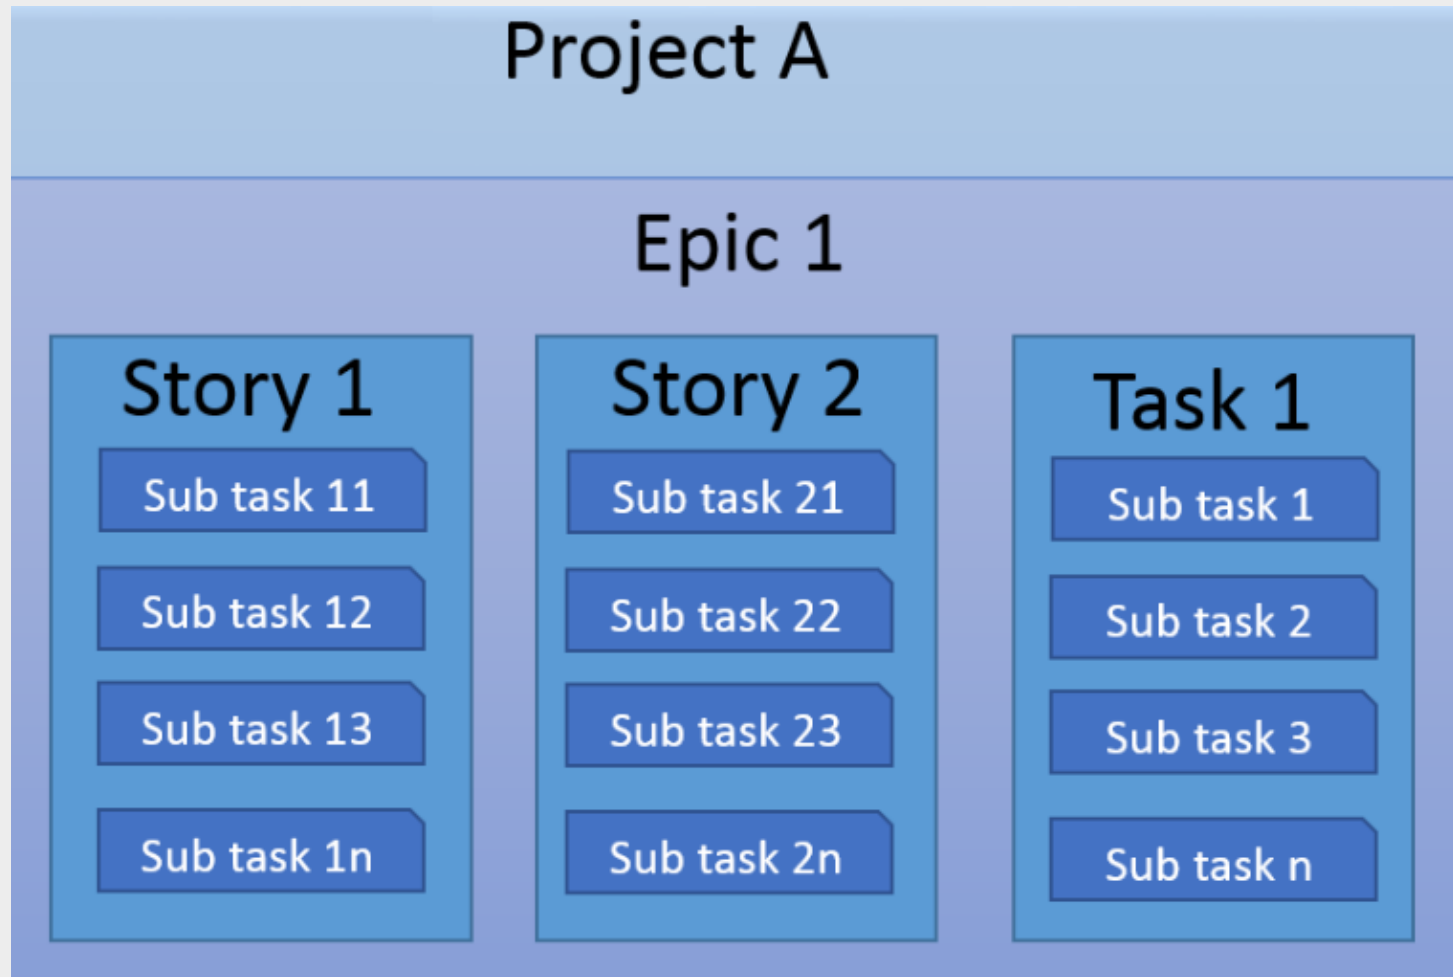 Project A
Epic 1
Story 1
Sub task 11
Sub task 12
Sub task 13
Sub task 1n
Story 2
Sub task 21
Sub task 22
Sub task 23
Sub task 2n
Task 1
Sub task 1
Sub task 2
Sub task 3
Sub task n